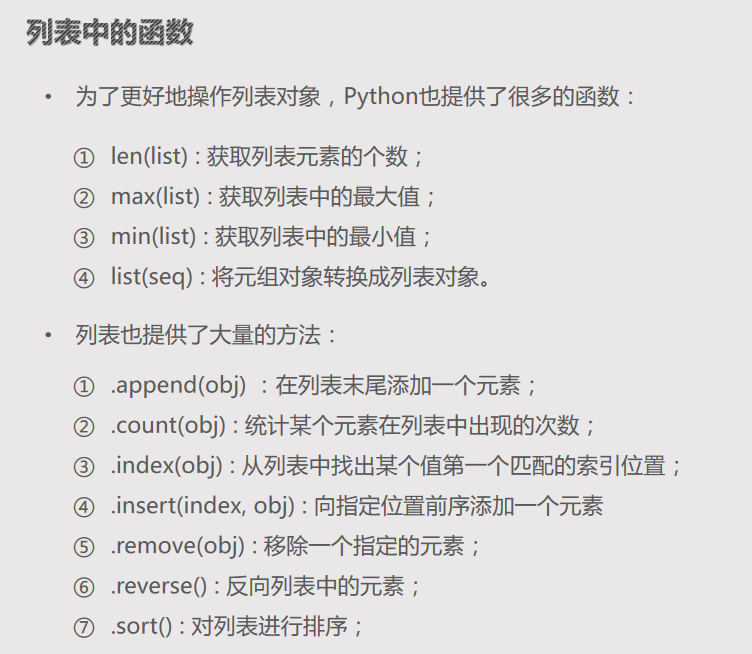 列表中的函数
• 为了更好地操作列表对象，Python也提供了很多的函数：
① len(list)：获取列表元素的个数；
② max(list)：获取列表中的最大值；
③ min(list)：获取列表中的最小值；
④ list(seq)：将元组对象转换成列表对象。
• 列表也提供了大量的方法：
① .append(obj) ：在列表末尾添加一个元素；
② .count(obj)：统计某个元素在列表中出现的次数；
③ .index(obj)：从列表中找出某个值第一个匹配的索引位置；
④ .insert(index, obj)：向指定位置前序添加一个元素
⑤ .remove(obj)：移除一个指定的元素；
⑥ .reverse()：反向列表中的元素；
⑦ .sort()：对列表进行排序；